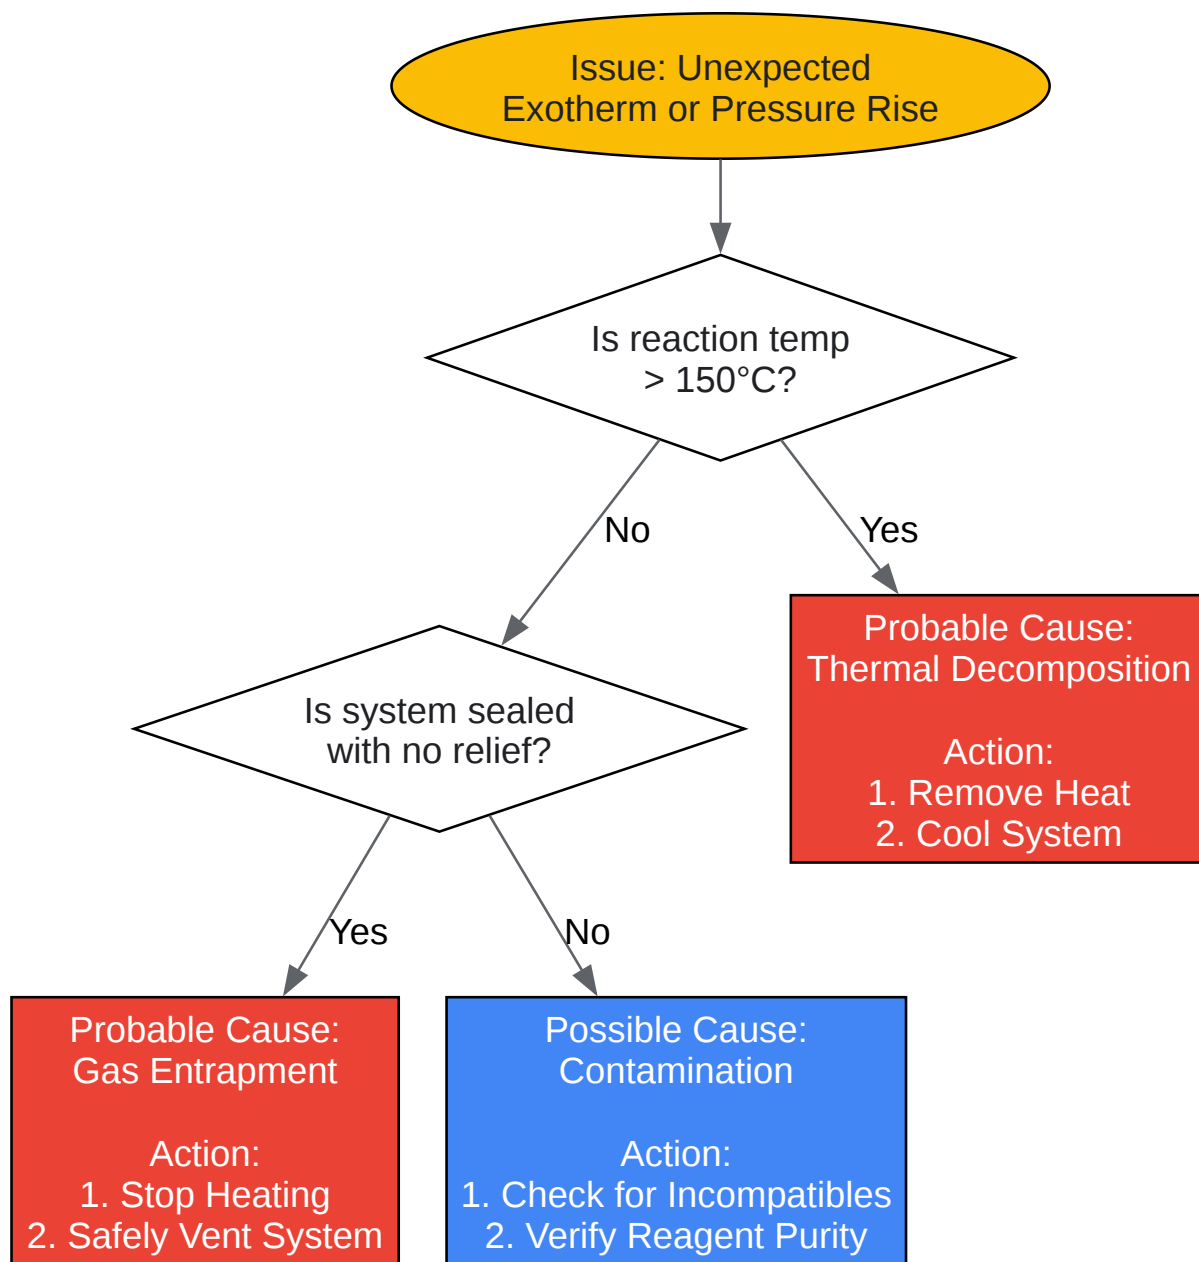 Issue: Unexpected
Exotherm or Pressure Rise
Is reaction temp
> 150°C?
No
Yes
Probable Cause:
Thermal Decomposition
Action:
1. Remove Heat
2. Cool System
Is system sealed
with no relief?
Yes
No
Probable Cause:
Gas Entrapment
Action:
1. Stop Heating
2. Safely Vent System
Possible Cause:
Contamination
Action:
1. Check for Incompatibles
2. Verify Reagent Purity